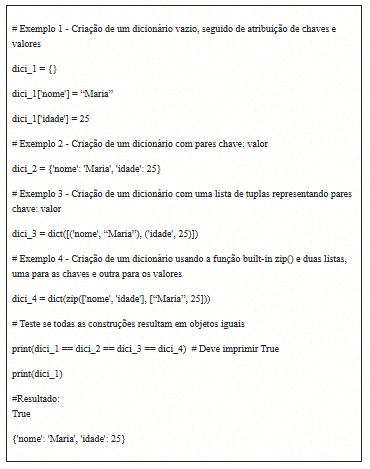 # Exemplo 1 - Criação de um dicionário vazio, seguido de atribuição de chaves e
valores
dici_1 = {}
dici_1['nome'] = “Maria”
dici_1['idade'] = 25
# Exemplo 2 - Criação de um dicionário com pares chave: valor
dici_2 = {'nome': 'Maria', 'idade': 25}
# Exemplo 3 - Criação de um dicionário com uma lista de tuplas representando pares
chave: valor
dici_3 = dict([('nome', “Maria”), ('idade', 25)])
# Exemplo 4 - Criação de um dicionário usando a função built-in zip() e duas listas,
uma para as chaves e outra para os valores
dici_4 = dict(zip(['nome', 'idade'], [“Maria”, 25]))
# Teste se todas as construções resultam em objetos iguais
print(dici_1 == dici_2 == dici_3 == dici_4)  # Deve imprimir True
print(dici_1)
#Resultado:
True
{'nome': 'Maria', 'idade': 25}